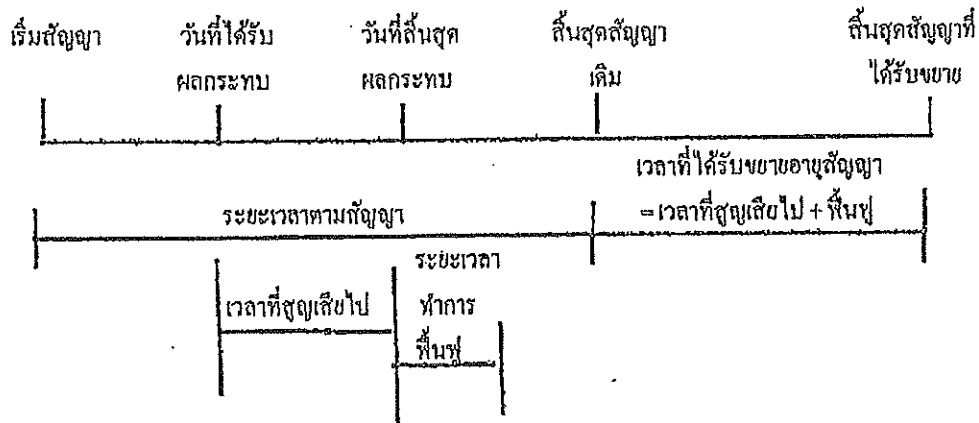 เริ่มสัญญา
วันที่ได้รับ
ผลกระทบ
วันที่สิ้นสุด
ผลกระทบ
สิ้นสุดสัญญา
เดิม
สิ้นสุดสัญญาที่
ได้รับขยาย
เวลาที่ได้รับขยายอายุสัญญา
=เวลาที่สูญเสียไป + ฟื้นฟู
ระยะเวลาตามสัญญา
เวลาที่สูญเสียไป
ระยะเวลา
ทำการ
ฟื้นฟู